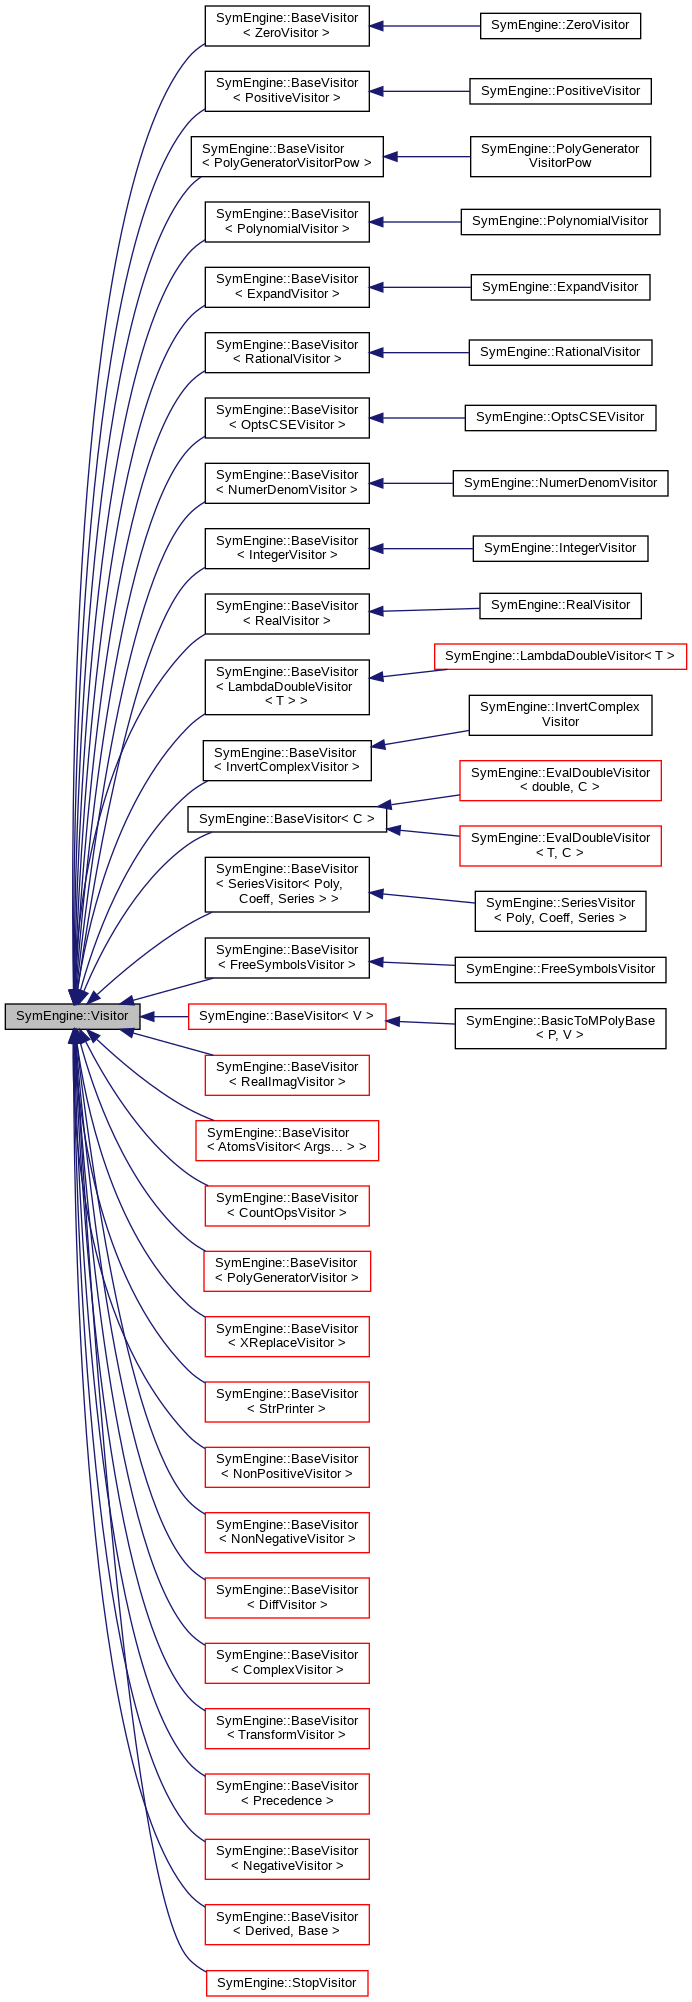 SymEngine::BaseVisitor
< ZeroVisitor >
SymEngine::ZeroVisitor
SymEngine::BaseVisitor
< PositiveVisitor >
SymEngine::PositiveVisitor
SymEngine::BaseVisitor
< PolyGeneratorVisitorPow >
SymEngine::PolyGenerator
VisitorPow
SymEngine::BaseVisitor
< PolynomialVisitor >
SymEngine::PolynomialVisitor
SymEngine::BaseVisitor
< ExpandVisitor >
SymEngine::ExpandVisitor
SymEngine::BaseVisitor
< RationalVisitor >
SymEngine::RationalVisitor
SymEngine::BaseVisitor
< OptsCSEVisitor >
SymEngine::OptsCSEVisitor
SymEngine::BaseVisitor
< NumerDenomVisitor >
SymEngine::NumerDenomVisitor
SymEngine::BaseVisitor
< IntegerVisitor >
SymEngine::IntegerVisitor
SymEngine::BaseVisitor
< RealVisitor >
SymEngine::RealVisitor
SymEngine::BaseVisitor
< LambdaDoubleVisitor
< T > >
SymEngine::LambdaDoubleVisitor< T >
SymEngine::BaseVisitor
< InvertComplexVisitor >
SymEngine::InvertComplex
Visitor
SymEngine::BaseVisitor< C >
SymEngine::EvalDoubleVisitor
< double, C >
SymEngine::EvalDoubleVisitor
< T, C >
SymEngine::BaseVisitor
< SeriesVisitor< Poly,
Coeff, Series > >
SymEngine::SeriesVisitor
< Poly, Coeff, Series >
SymEngine::BaseVisitor
< FreeSymbolsVisitor >
SymEngine::FreeSymbolsVisitor
SymEngine::Visitor
SymEngine::BaseVisitor< V >
SymEngine::BasicToMPolyBase
< P, V >
SymEngine::BaseVisitor
< RealImagVisitor >
SymEngine::BaseVisitor
< AtomsVisitor< Args... > >
SymEngine::BaseVisitor
< CountOpsVisitor >
SymEngine::BaseVisitor
< PolyGeneratorVisitor >
SymEngine::BaseVisitor
< XReplaceVisitor >
SymEngine::BaseVisitor
< StrPrinter >
SymEngine::BaseVisitor
< NonPositiveVisitor >
SymEngine::BaseVisitor
< NonNegativeVisitor >
SymEngine::BaseVisitor
< DiffVisitor >
SymEngine::BaseVisitor
< ComplexVisitor >
SymEngine::BaseVisitor
< TransformVisitor >
SymEngine::BaseVisitor
< Precedence >
SymEngine::BaseVisitor
< NegativeVisitor >
SymEngine::BaseVisitor
< Derived, Base >
SymEngine::StopVisitor